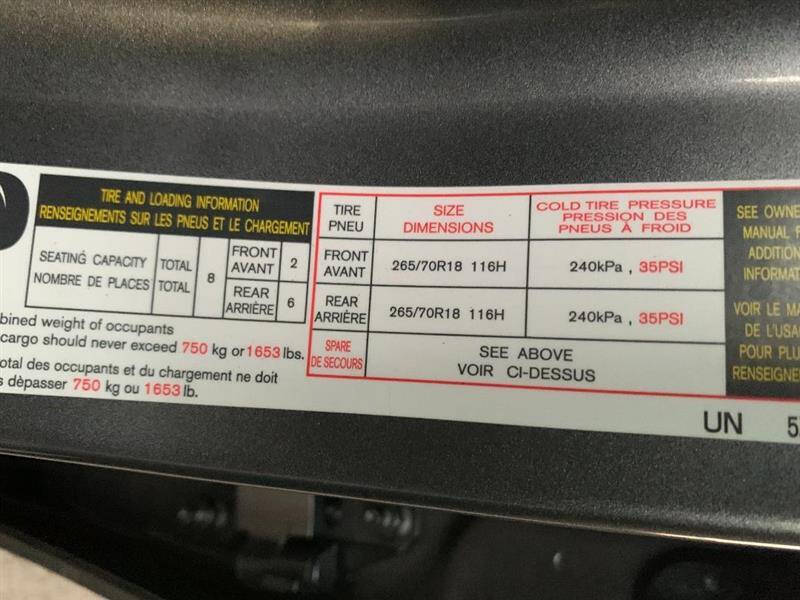 TIRE AND LOADING INFORMATION
RENSEIGNEMENTS SUR LES PNEUS ET LE CHARGEMENT
SEATING CAPACITY
NOMBRE DE PLACES
TOTAL
TOTAL
8
FRONT
AVANT
2
REAR
ARRIÈRE
6
bined weight of occupants
cargo should never exceed 750 kg or 1653 lbs.
otal des occupants et du chargement ne doit
s dèpasser 750 kg ou 1653 lb.
TIRE
PNEU
SIZE
DIMENSIONS
COLD TIRE PRESSURE
PRESSION DES
PNEUS À FROID
FRONT
AVANT
265/70R18 116H
240kPa , 35PSI
REAR
ARRIÈRE
265/70R18 116H
240kPa , 35PSI
SPARE
DE SECOURS
SEE ABOVE
VOIR CI-DESSUS
SEE OWNE
MANUAL F
ADDITION
INFORMAT
VOIR LE MA
DE L'USA
POUR PLU
RENSEIGNE
UN 5